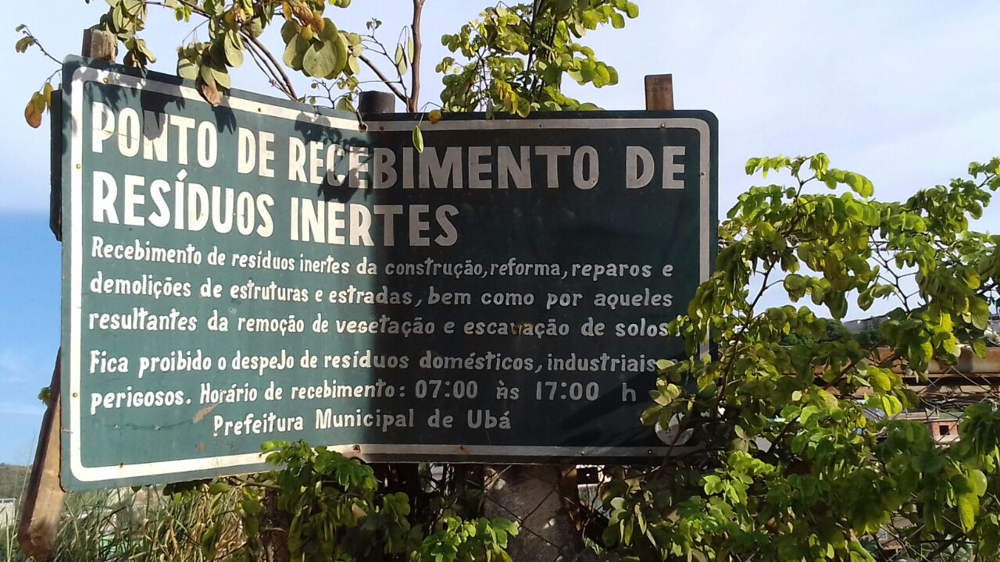 PONTO DE RECEBIMENTO DE
RESÍDUOS INERTES
Recebimento de resíduos inertes da construção, reforma, reparos e
demolições de estruturas e estradas, bem como por aqueles
resultantes da remoção de vegetação e escavação de solos
Fica proibido o despejo de resíduos domésticos, industriais
perigosos. Horário de recebimento: 07:00 às 17:00 h
Prefeitura Municipal de Ubá